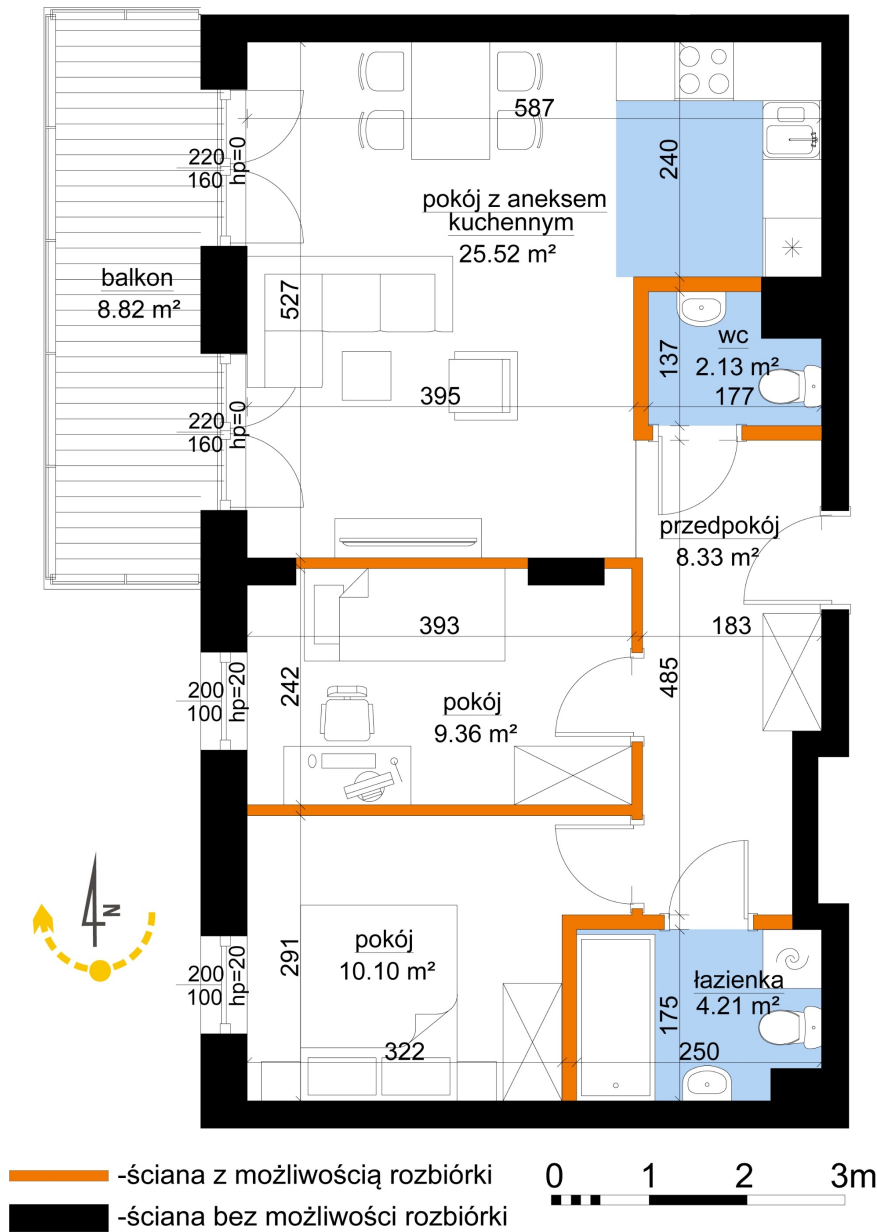 587
220
160
hp=0
240
pokój z aneksem
kuchennym
25.52 m²
balkon
8.82 m²
527
137
wc
2.13 m²
177
395
220
160
hp=0
przedpokój
8.33 m²
393
183
242
485
200
100
hp=20
pokój
9.36 m²
N
291
pokój
10.10 m²
200
100
hp=20
łazienka
4.21 m²
175
322
250
-ściana z możliwością rozbiórki
-ściana bez możliwości rozbiórki
0 1 2 3m